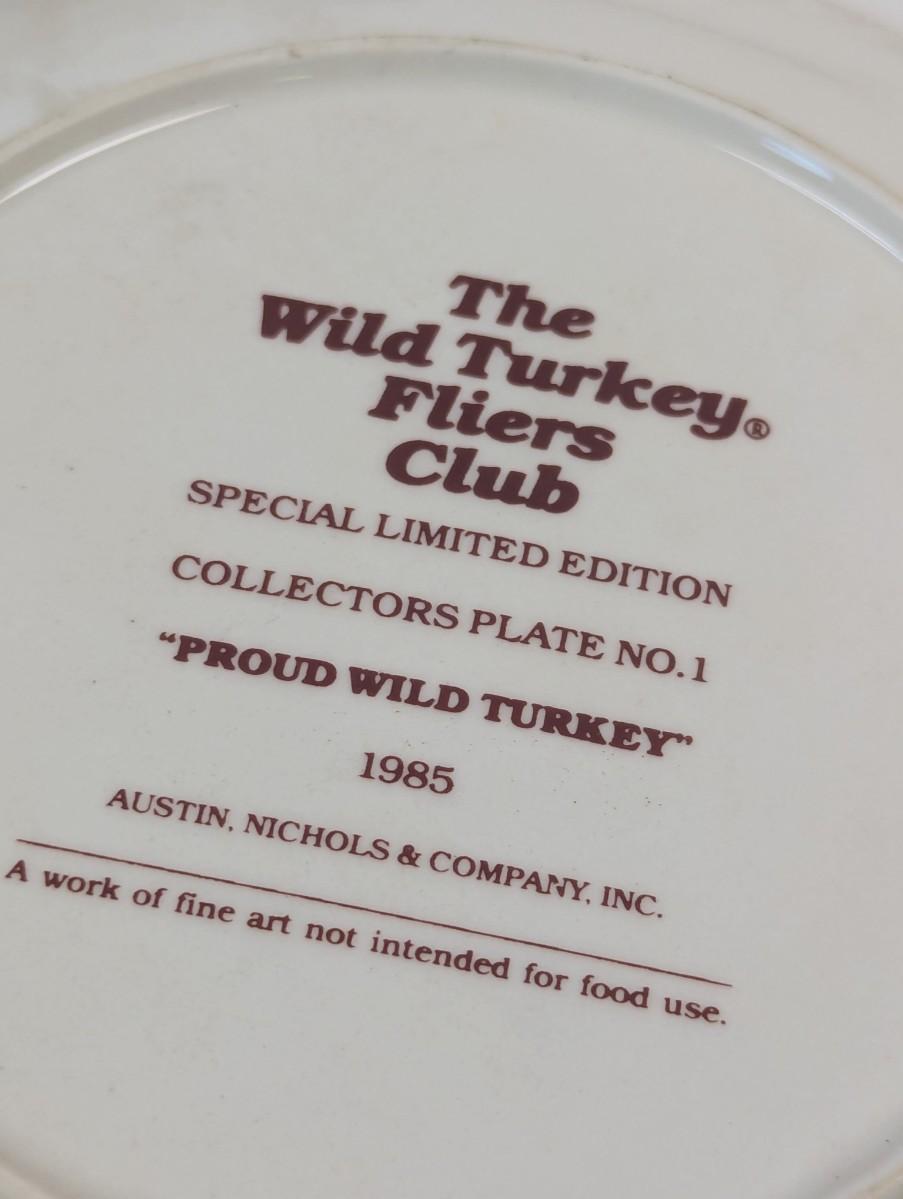 The
Wild Turkey®
Fliers
Club
SPECIAL LIMITED EDITION
COLLECTORS PLATE NO. 1
“PROUD WILD TURKEY”
1985
AUSTIN, NICHOLS & COMPANY, INC.
A work of fine art not intended for food use.